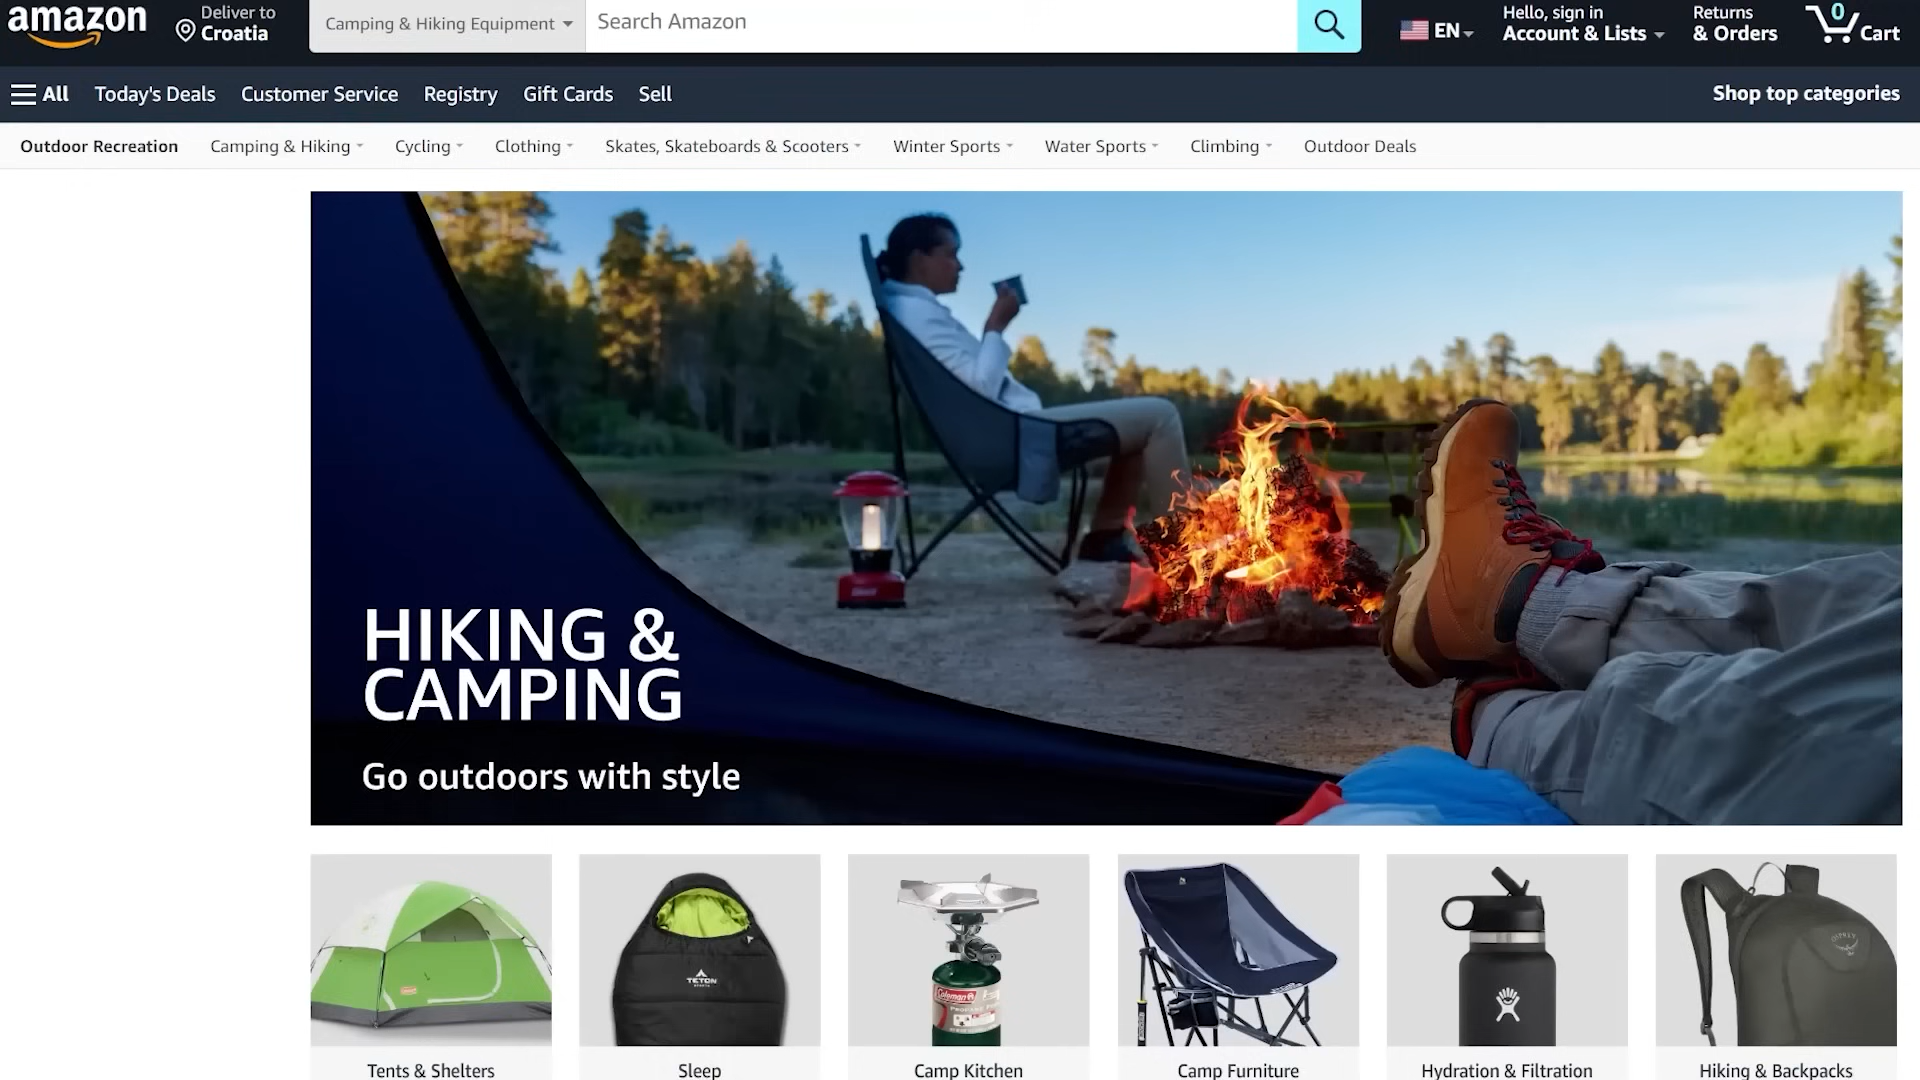 amazon
Deliver to
Croatia
Camping & Hiking Equipment
Search Amazon
EN
Hello, sign in
Account & Lists
Returns
& Orders
0
Cart
All
Today's Deals
Customer Service
Registry
Gift Cards
Sell
Shop top categories
Outdoor Recreation
Camping & Hiking
Cycling
Clothing
Skates, Skateboards & Scooters
Winter Sports
Water Sports
Climbing
Outdoor Deals
HIKING &
CAMPING
Go outdoors with style
TETON
SPORTS
Coleman
OSPREY
Tents & Shelters
Sleep
Camp Kitchen
Camp Furniture
Hydration & Filtration
Hiking & Backpacks